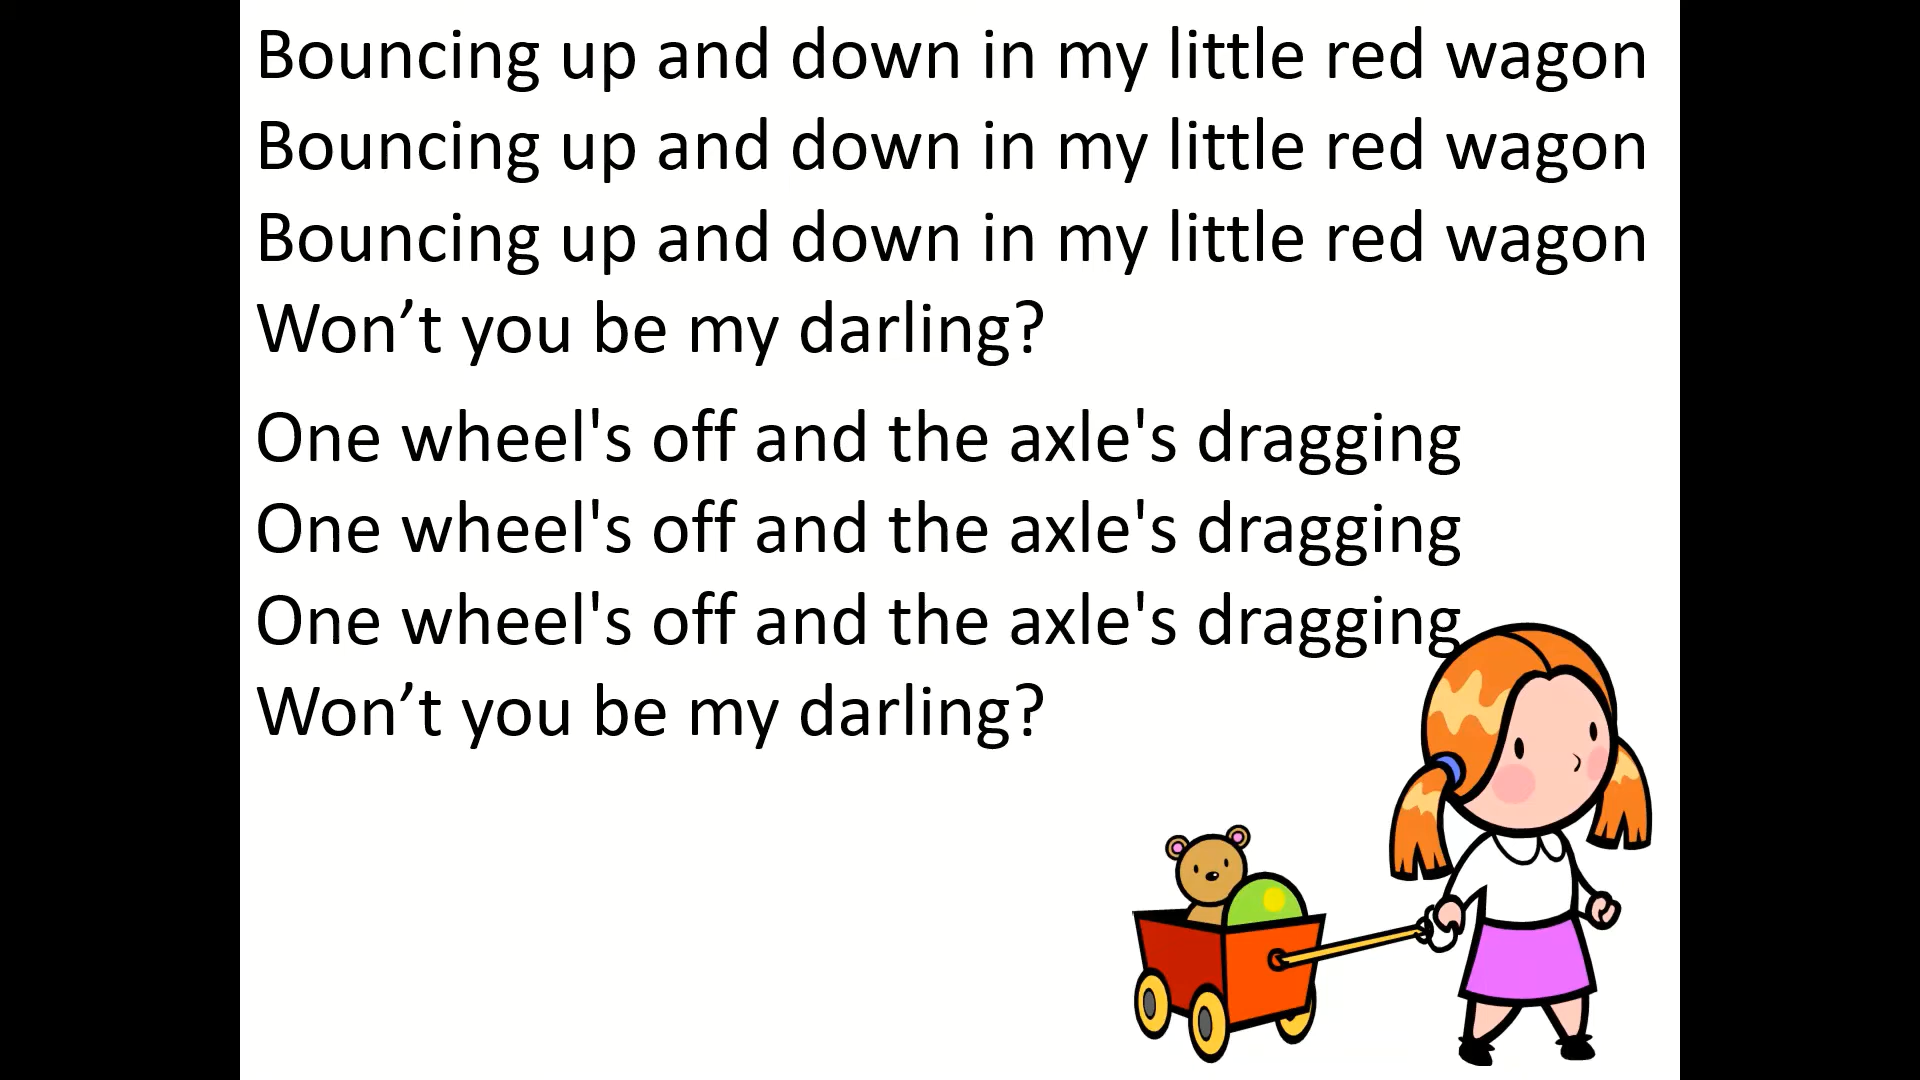 Bouncing up and down in my little red wagon
Bouncing up and down in my little red wagon
Bouncing up and down in my little red wagon
Won’t you be my darling?
One wheel's off and the axle's dragging
One wheel's off and the axle's dragging
One wheel's off and the axle's dragging
Won’t you be my darling?